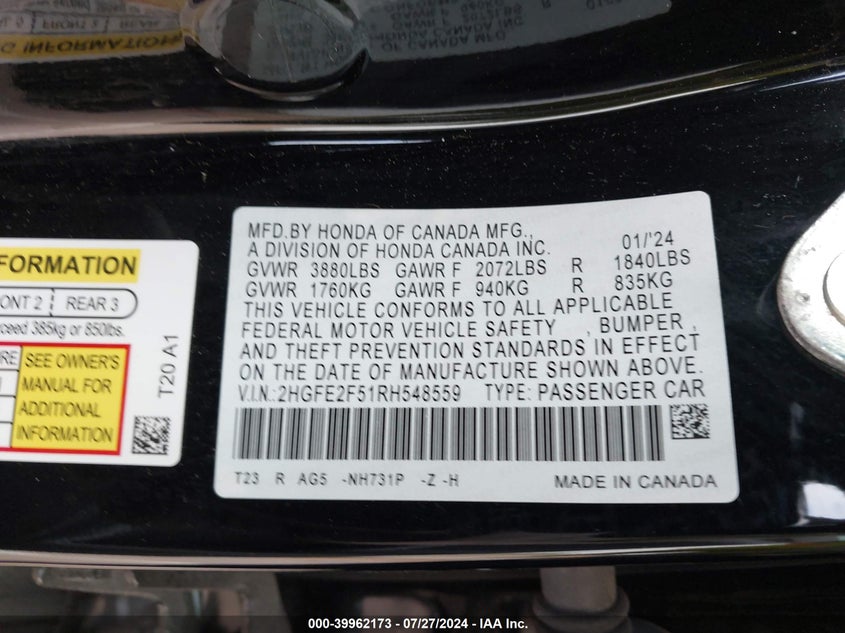 FORMATION
ONT 2 REAR 3
xceed 385kg or 850lbs.
SEE OWNER'S
MANUAL FOR
ADDITIONAL
INFORMATION
T20 A1
MFD.BY HONDA OF CANADA MFG.,
A DIVISION OF HONDA CANADA INC. 01/'24
GVWR 3880LBS GAWR F 2072LBS R 1840LBS
GVWR 1760KG GAWR F 940KG R 835KG
THIS VEHICLE CONFORMS TO ALL APPLICABLE
FEDERAL MOTOR VEHICLE SAFETY , BUMPER ,
AND THEFT PREVENTION STANDARDS IN EFFECT
ON THE DATE OF MANUFACTURE SHOWN ABOVE.
V.I.N.: 2HGFE2F51RH548559 TYPE: PASSENGER CAR
T23 R AG5 -NH731P -Z -H MADE IN CANADA
000-39962173 / 07/27/2024 - IAA Inc.